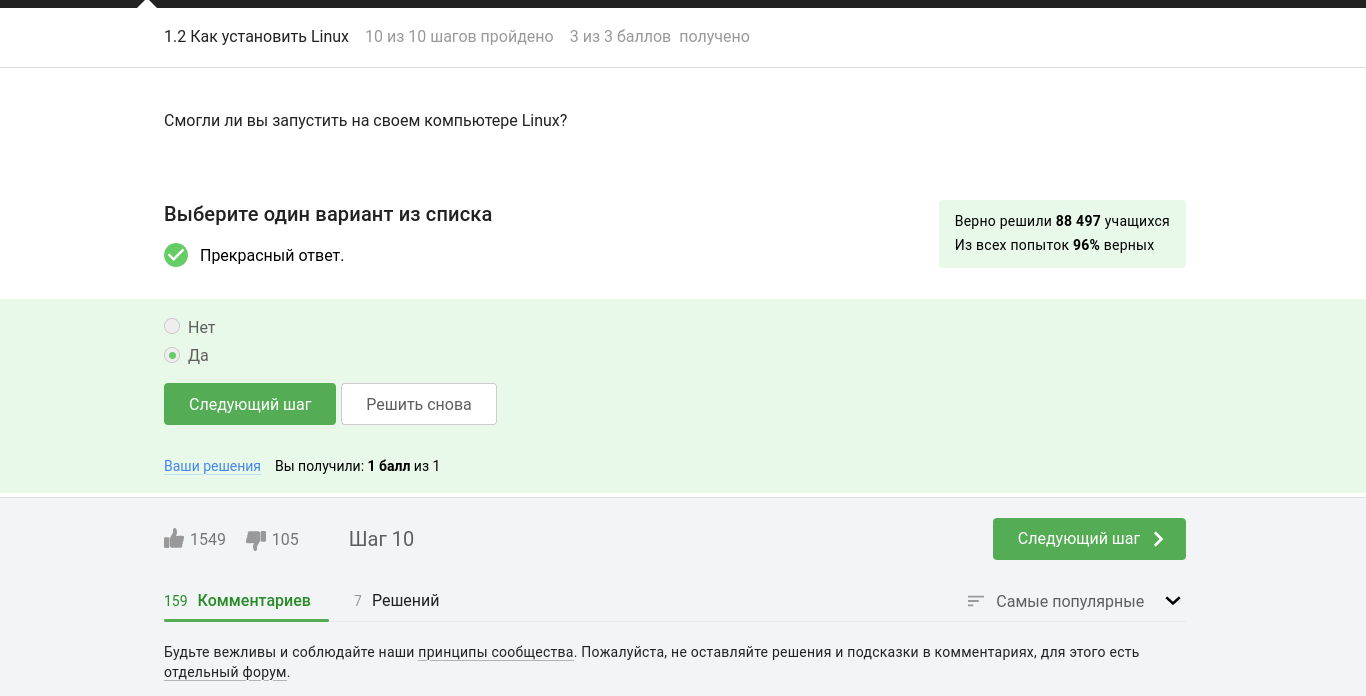 1.2 Как установить Linux 10 из 10 шагов пройдено 3 из 3 баллов получено
Смогли ли вы запустить на своем компьютере Linux?
Выберите один вариант из списка
Прекрасный ответ.
Верно решили 88 497 учащихся
Из всех попыток 96% верных
Нет
Да
Следующий шаг Решить снова
Ваши решения Вы получили: 1 балл из 1
1549 105 Шаг 10 Следующий шаг
159 Комментариев 7 Решений Самые популярные
Будьте вежливы и соблюдайте наши принципы сообщества. Пожалуйста, не оставляйте решения и подсказки в комментариях, для этого есть
отдельный форум.